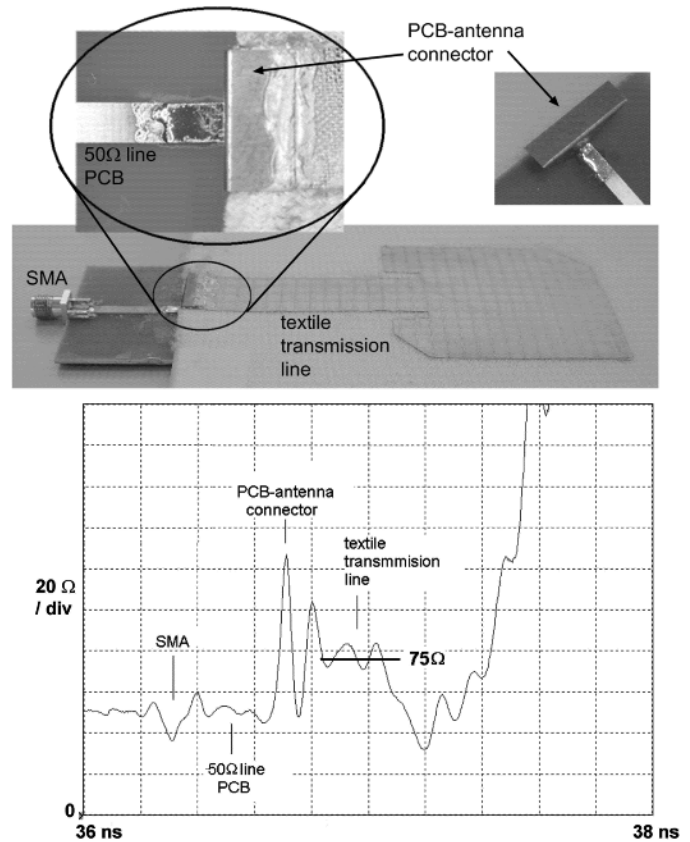 PCB-antenna
connector
50Ω line
PCB
SMA
textile
transmission
line
PCB-antenna
connector
textile
transmmision
line
20 Ω
/ div
SMA
75Ω
50Ω line
PCB
0
36 ns
38 ns